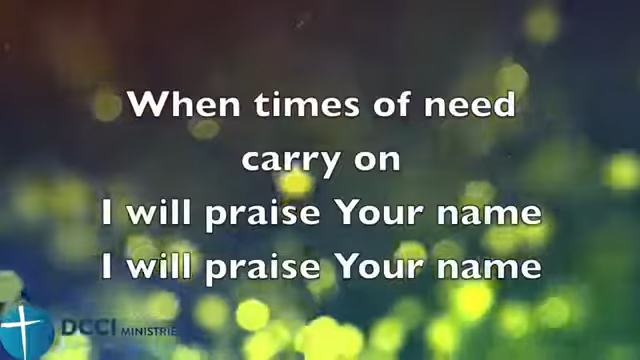 When times of need
carry on
I will praise Your name
I will praise Your name
DCCI MINISTRIES